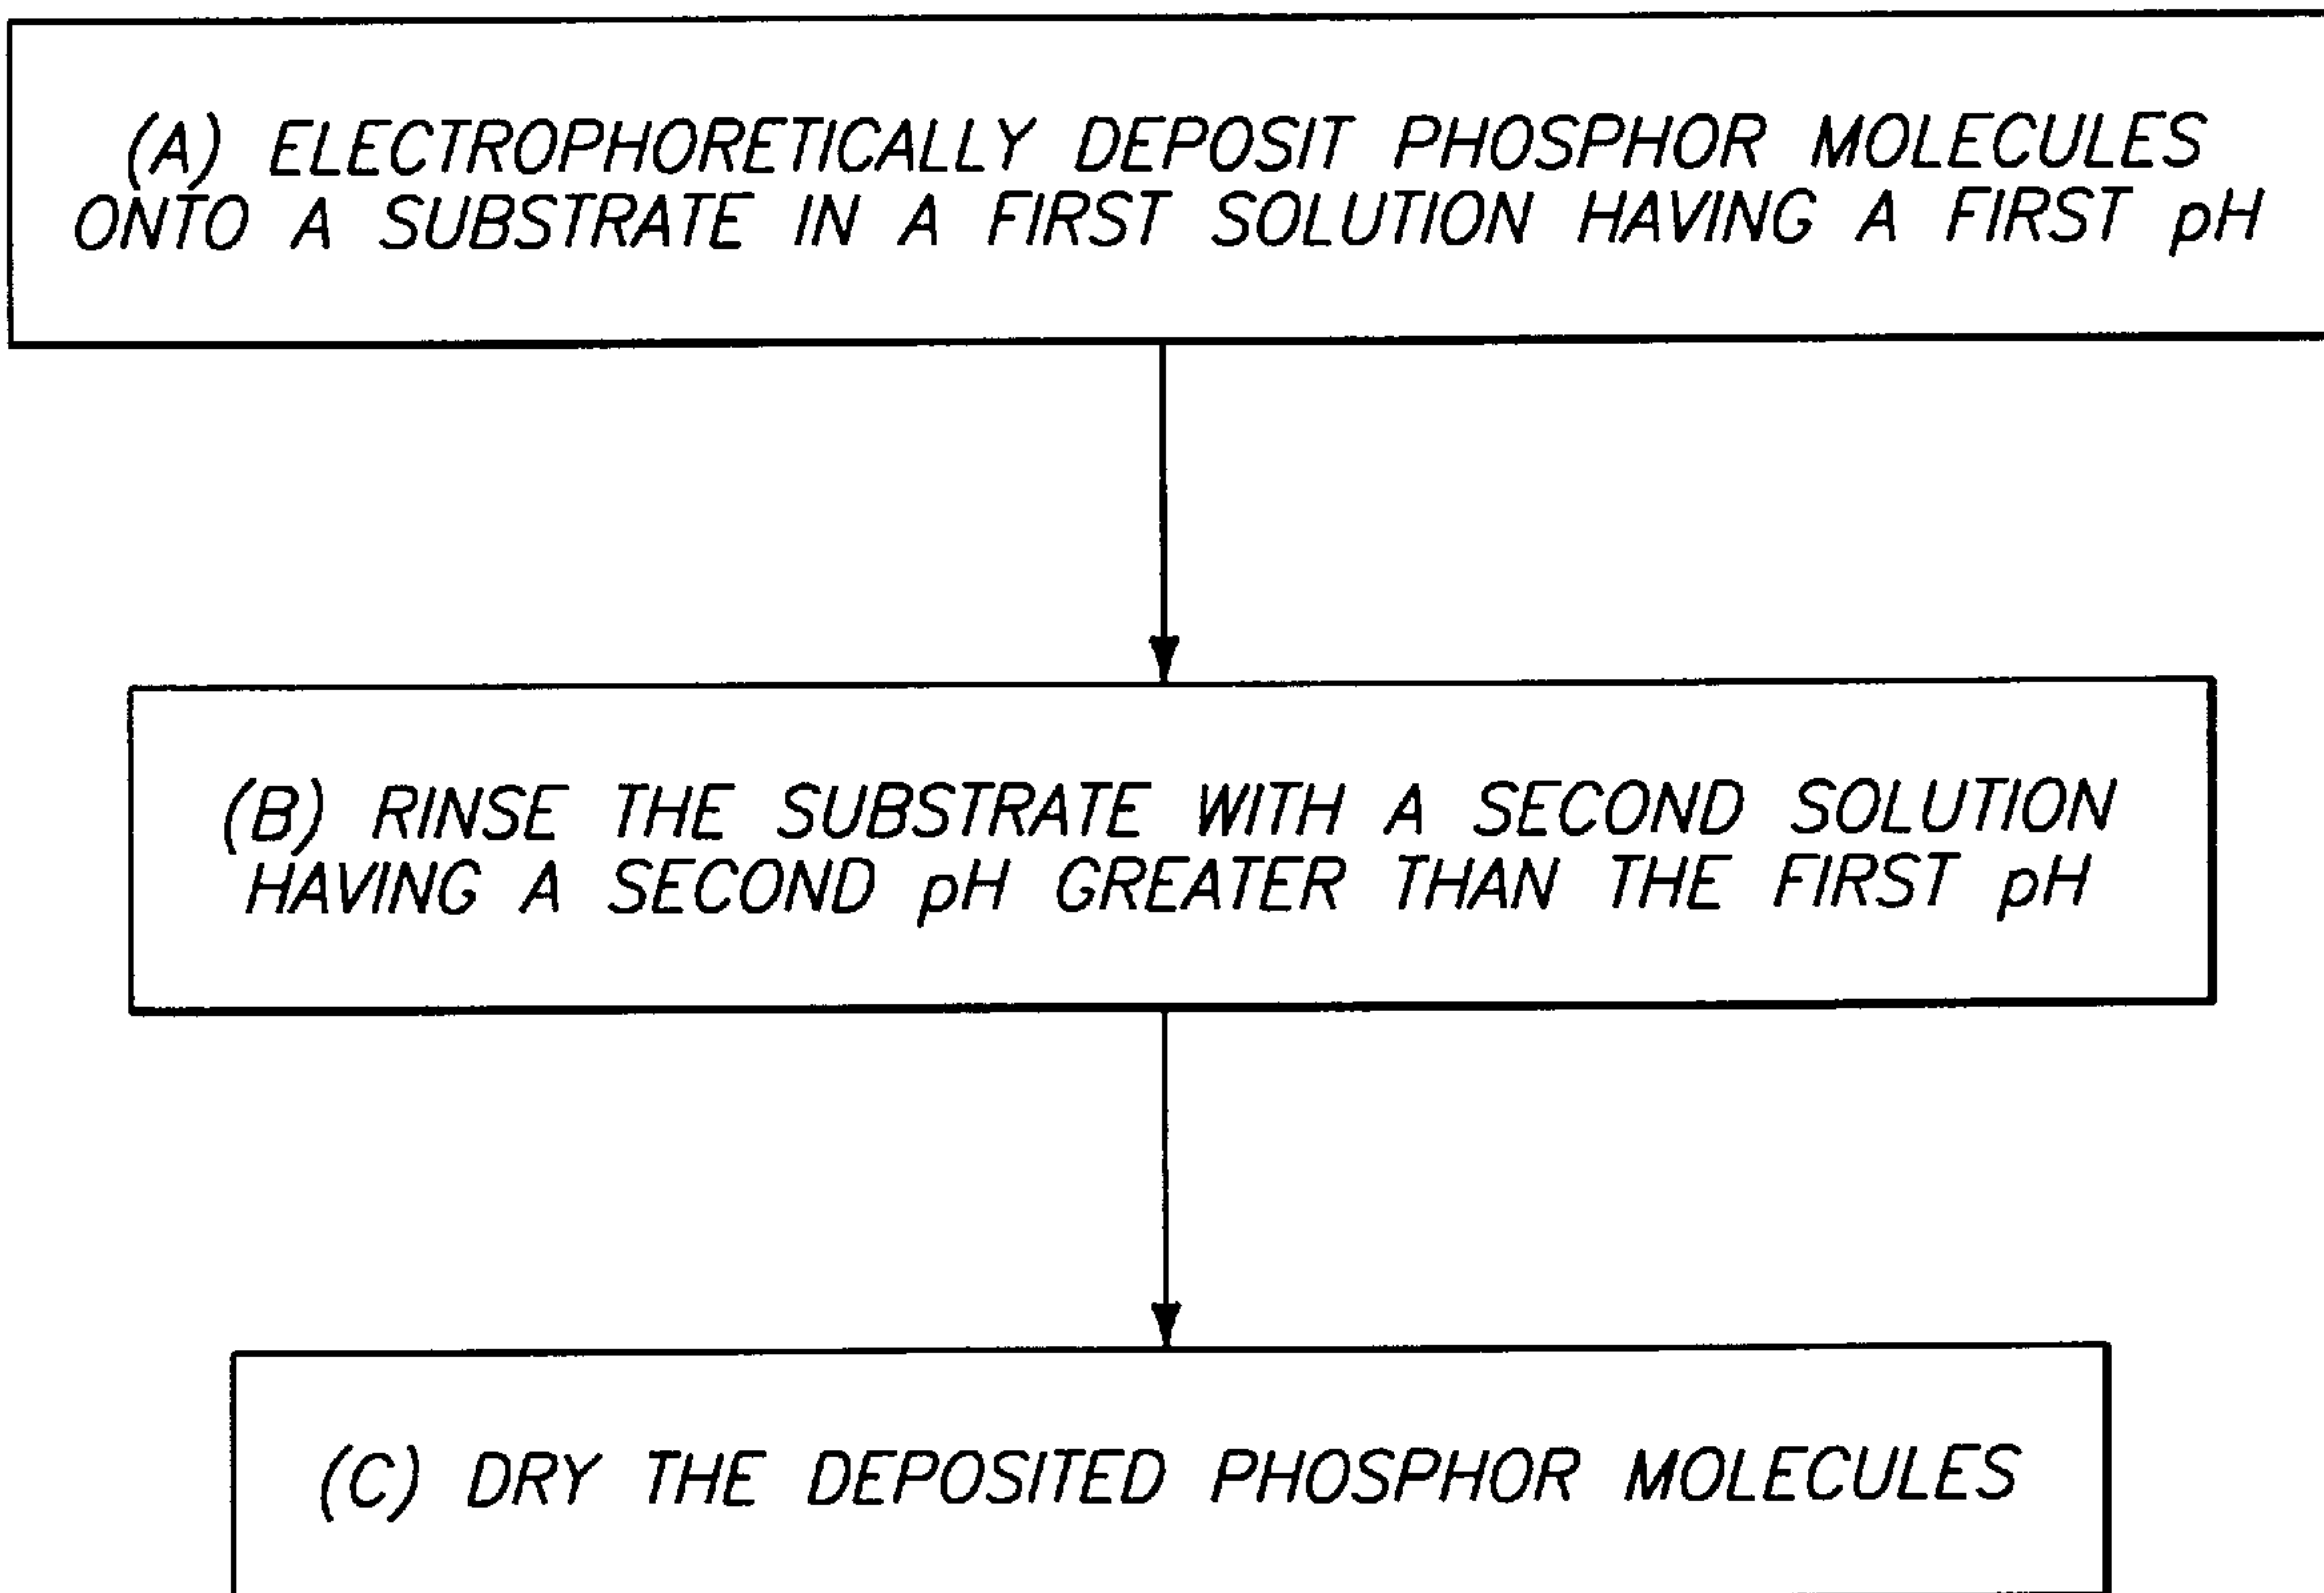 (A) ELECTROPHORETICALLY DEPOSIT PHOSPHOR MOLECULES
ONTO A SUBSTRATE IN A FIRST SOLUTION HAVING A FIRST pH
(B) RINSE THE SUBSTRATE WITH A SECOND SOLUTION
HAVING A SECOND pH GREATER THAN THE FIRST pH
(C) DRY THE DEPOSITED PHOSPHOR MOLECULES